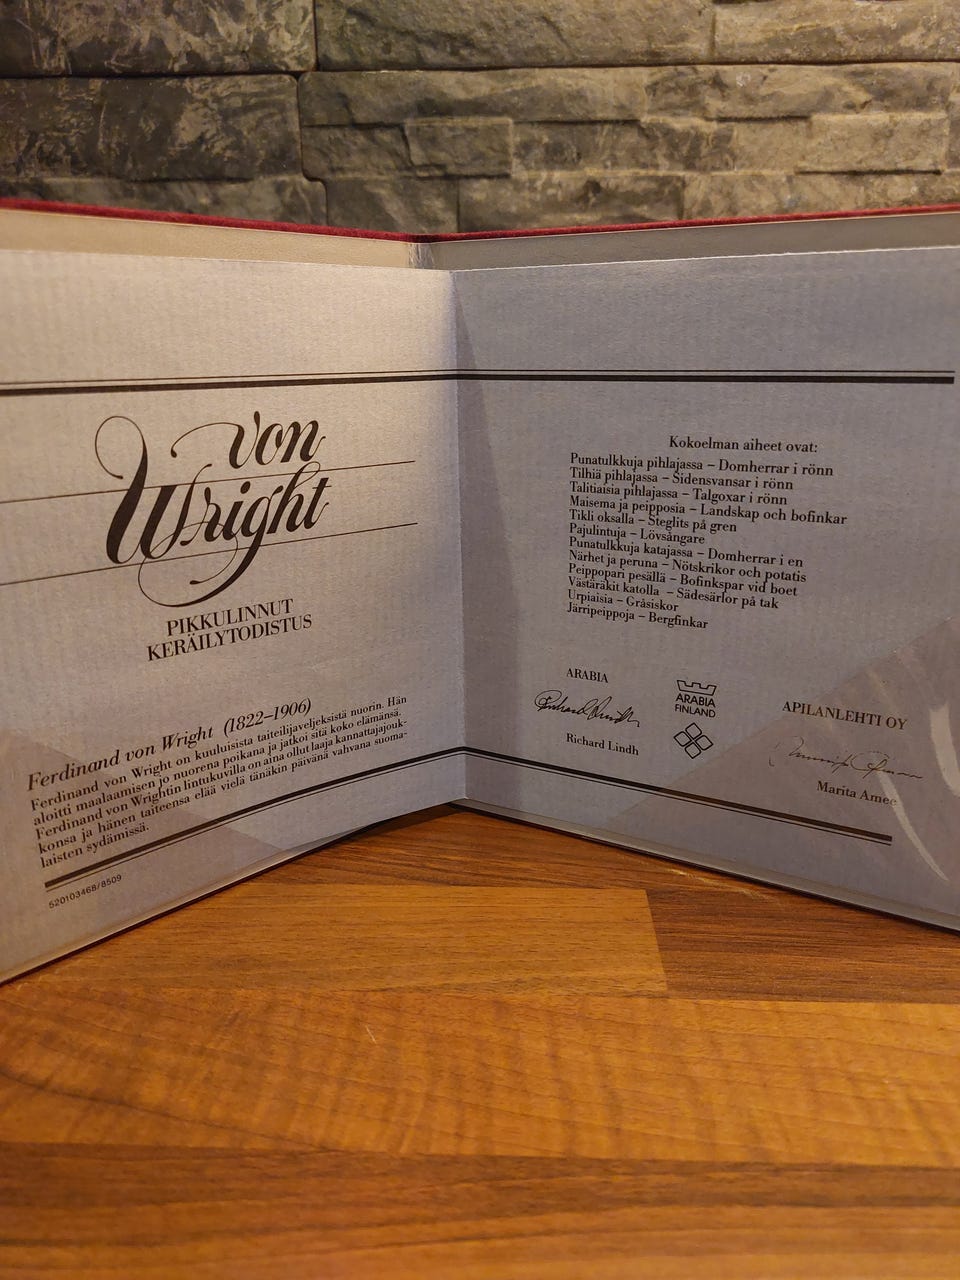 von
Wright
PIKKULINNUT
KERÄILYTODISTUS
Ferdinand von Wright (1822–1906)
Ferdinand von Wright on kuuluisista taiteilijaveljeksistä nuorin. Hän
aloitti maalaamisen jo nuorena poikana ja jatkoi sitä koko elämänsä.
Ferdinand von Wrightin lintukuvilla on aina ollut laaja kannattajajouk-
konsa ja hänen taiteensa elää vielä tänäkin päivänä vahvana suoma-
laisten sydämissä.
520103468/8509
Kokoelman aiheet ovat:
Punatulkkuja pihlajassa – Domherrar i rönn
Tilhiä pihlajassa – Sidensvansar i rönn
Talitiaisia pihlajassa – Talgoxar i rönn
Maisema ja peipposia – Landskap och bofinkar
Tikli oksalla – Steglits på gren
Pajulintuja – Lövsångare
Punatulkkuja katajassa – Domherrar i en
Närhet ja peruna – Nötskrikor och potatis
Peippopari pesällä – Bofinkspar vid boet
Västäräkit katolla – Sädesärlor på tak
Urpiaisia – Gråsiskor
Järripeippoja – Bergfinkar
ARABIA
Richard Lindh
ARABIA
FINLAND
APILANLEHTI OY
Marita Amee